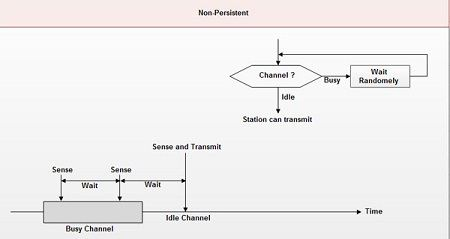 Non-Persistent
Channel ?
Wait
Randomely
Busy
Idle
Station can transmit
Sense and Transmit
Sense
Sense
Wait
Wait
Time
Idle Channel
Busy Channel